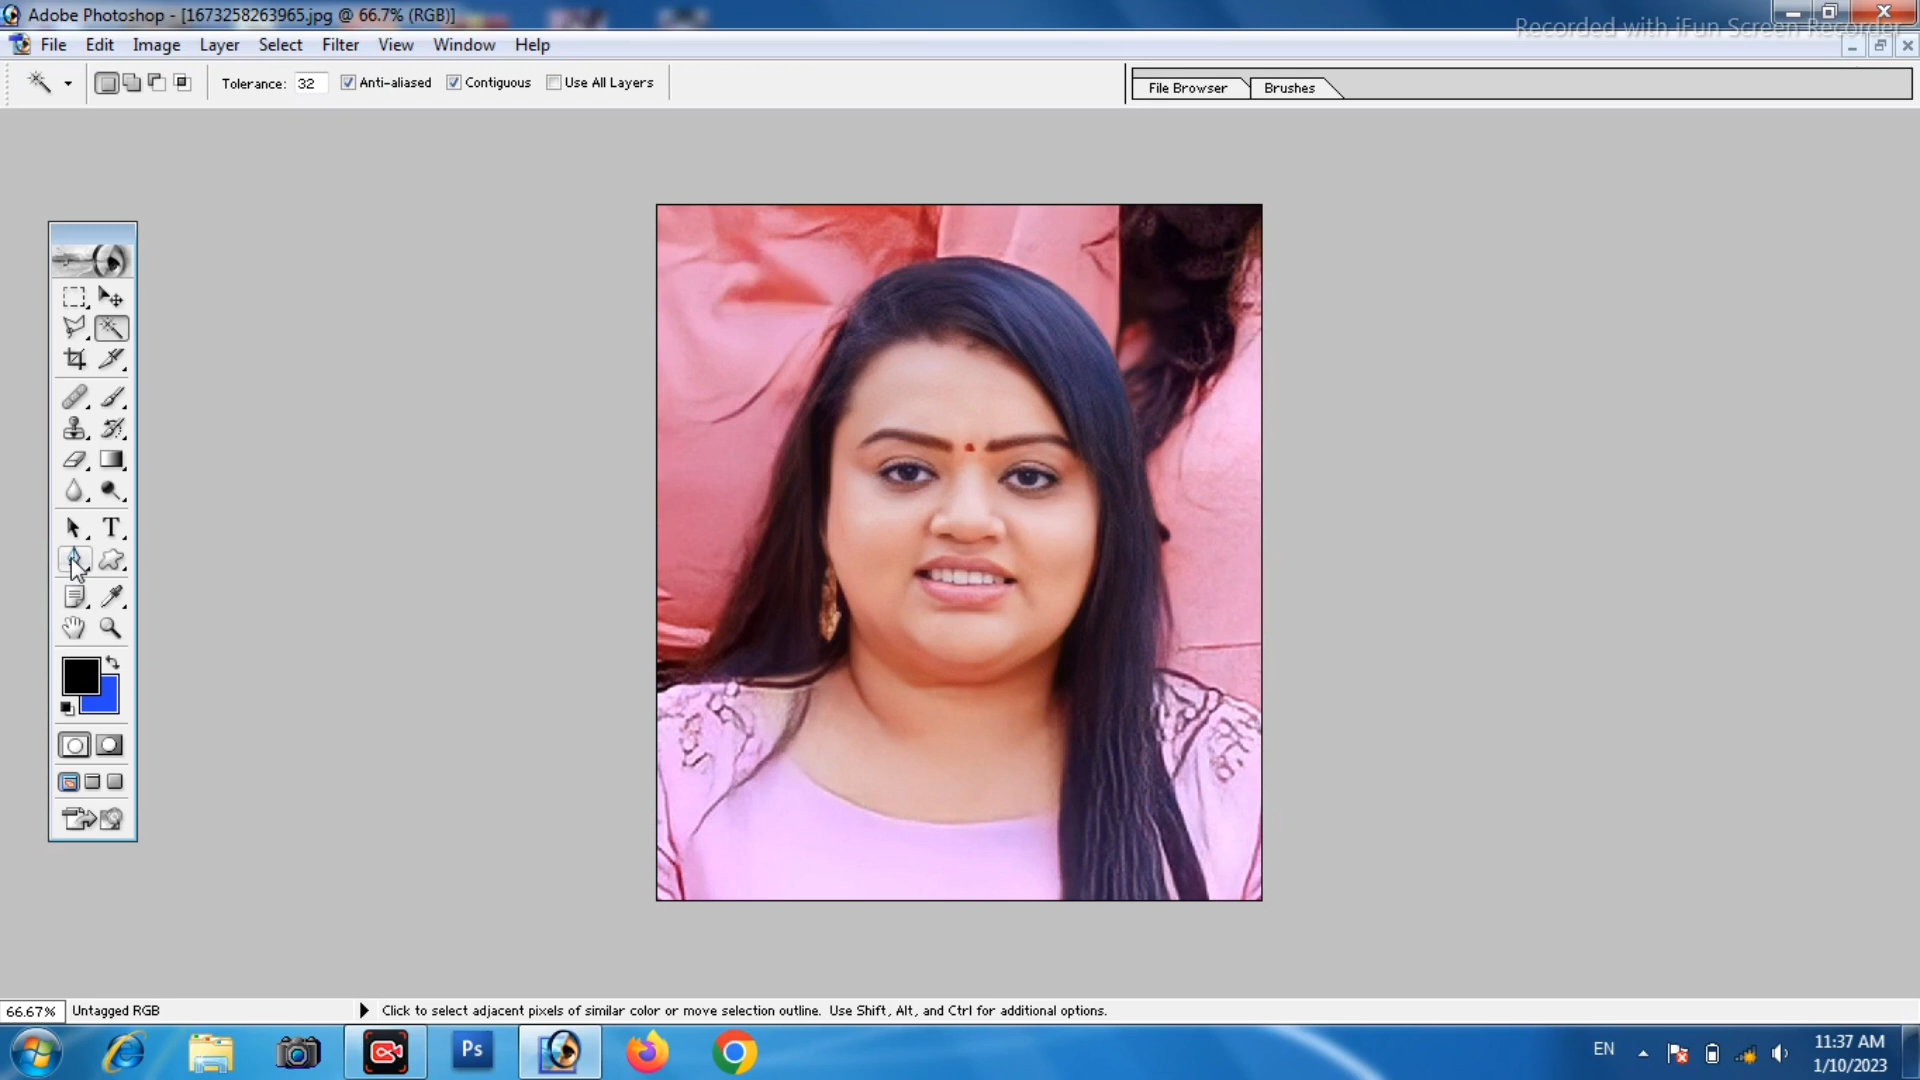 Adobe Photoshop - [1673258263965.jpg @ 66.7% (RGB)]
Recorded with iFun Screen Recorder
File Edit Image Layer Select Filter View Window Help
Tolerance: 32 Anti-aliased Contiguous Use All Layers File Browser Brushes
T
66.67% Untagged RGB Click to select adjacent pixels of similar color or move selection outline. Use Shift, Alt, and Ctrl for additional options.
Ps EN 11:37 AM
1/10/2023